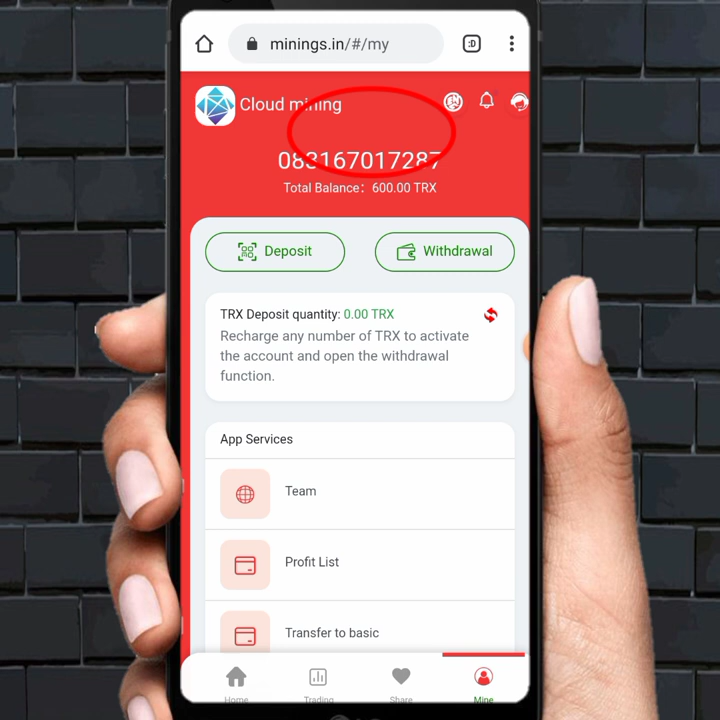 minings.in/#/my
:D
Cloud mining
EN
083167017287
Total Balance: 600.00 TRX
Deposit
Withdrawal
TRX Deposit quantity: 0.00 TRX
Recharge any number of TRX to activate
the account and open the withdrawal
function.
App Services
Team
Profit List
Transfer to basic
Home
Trading
Share
Mine